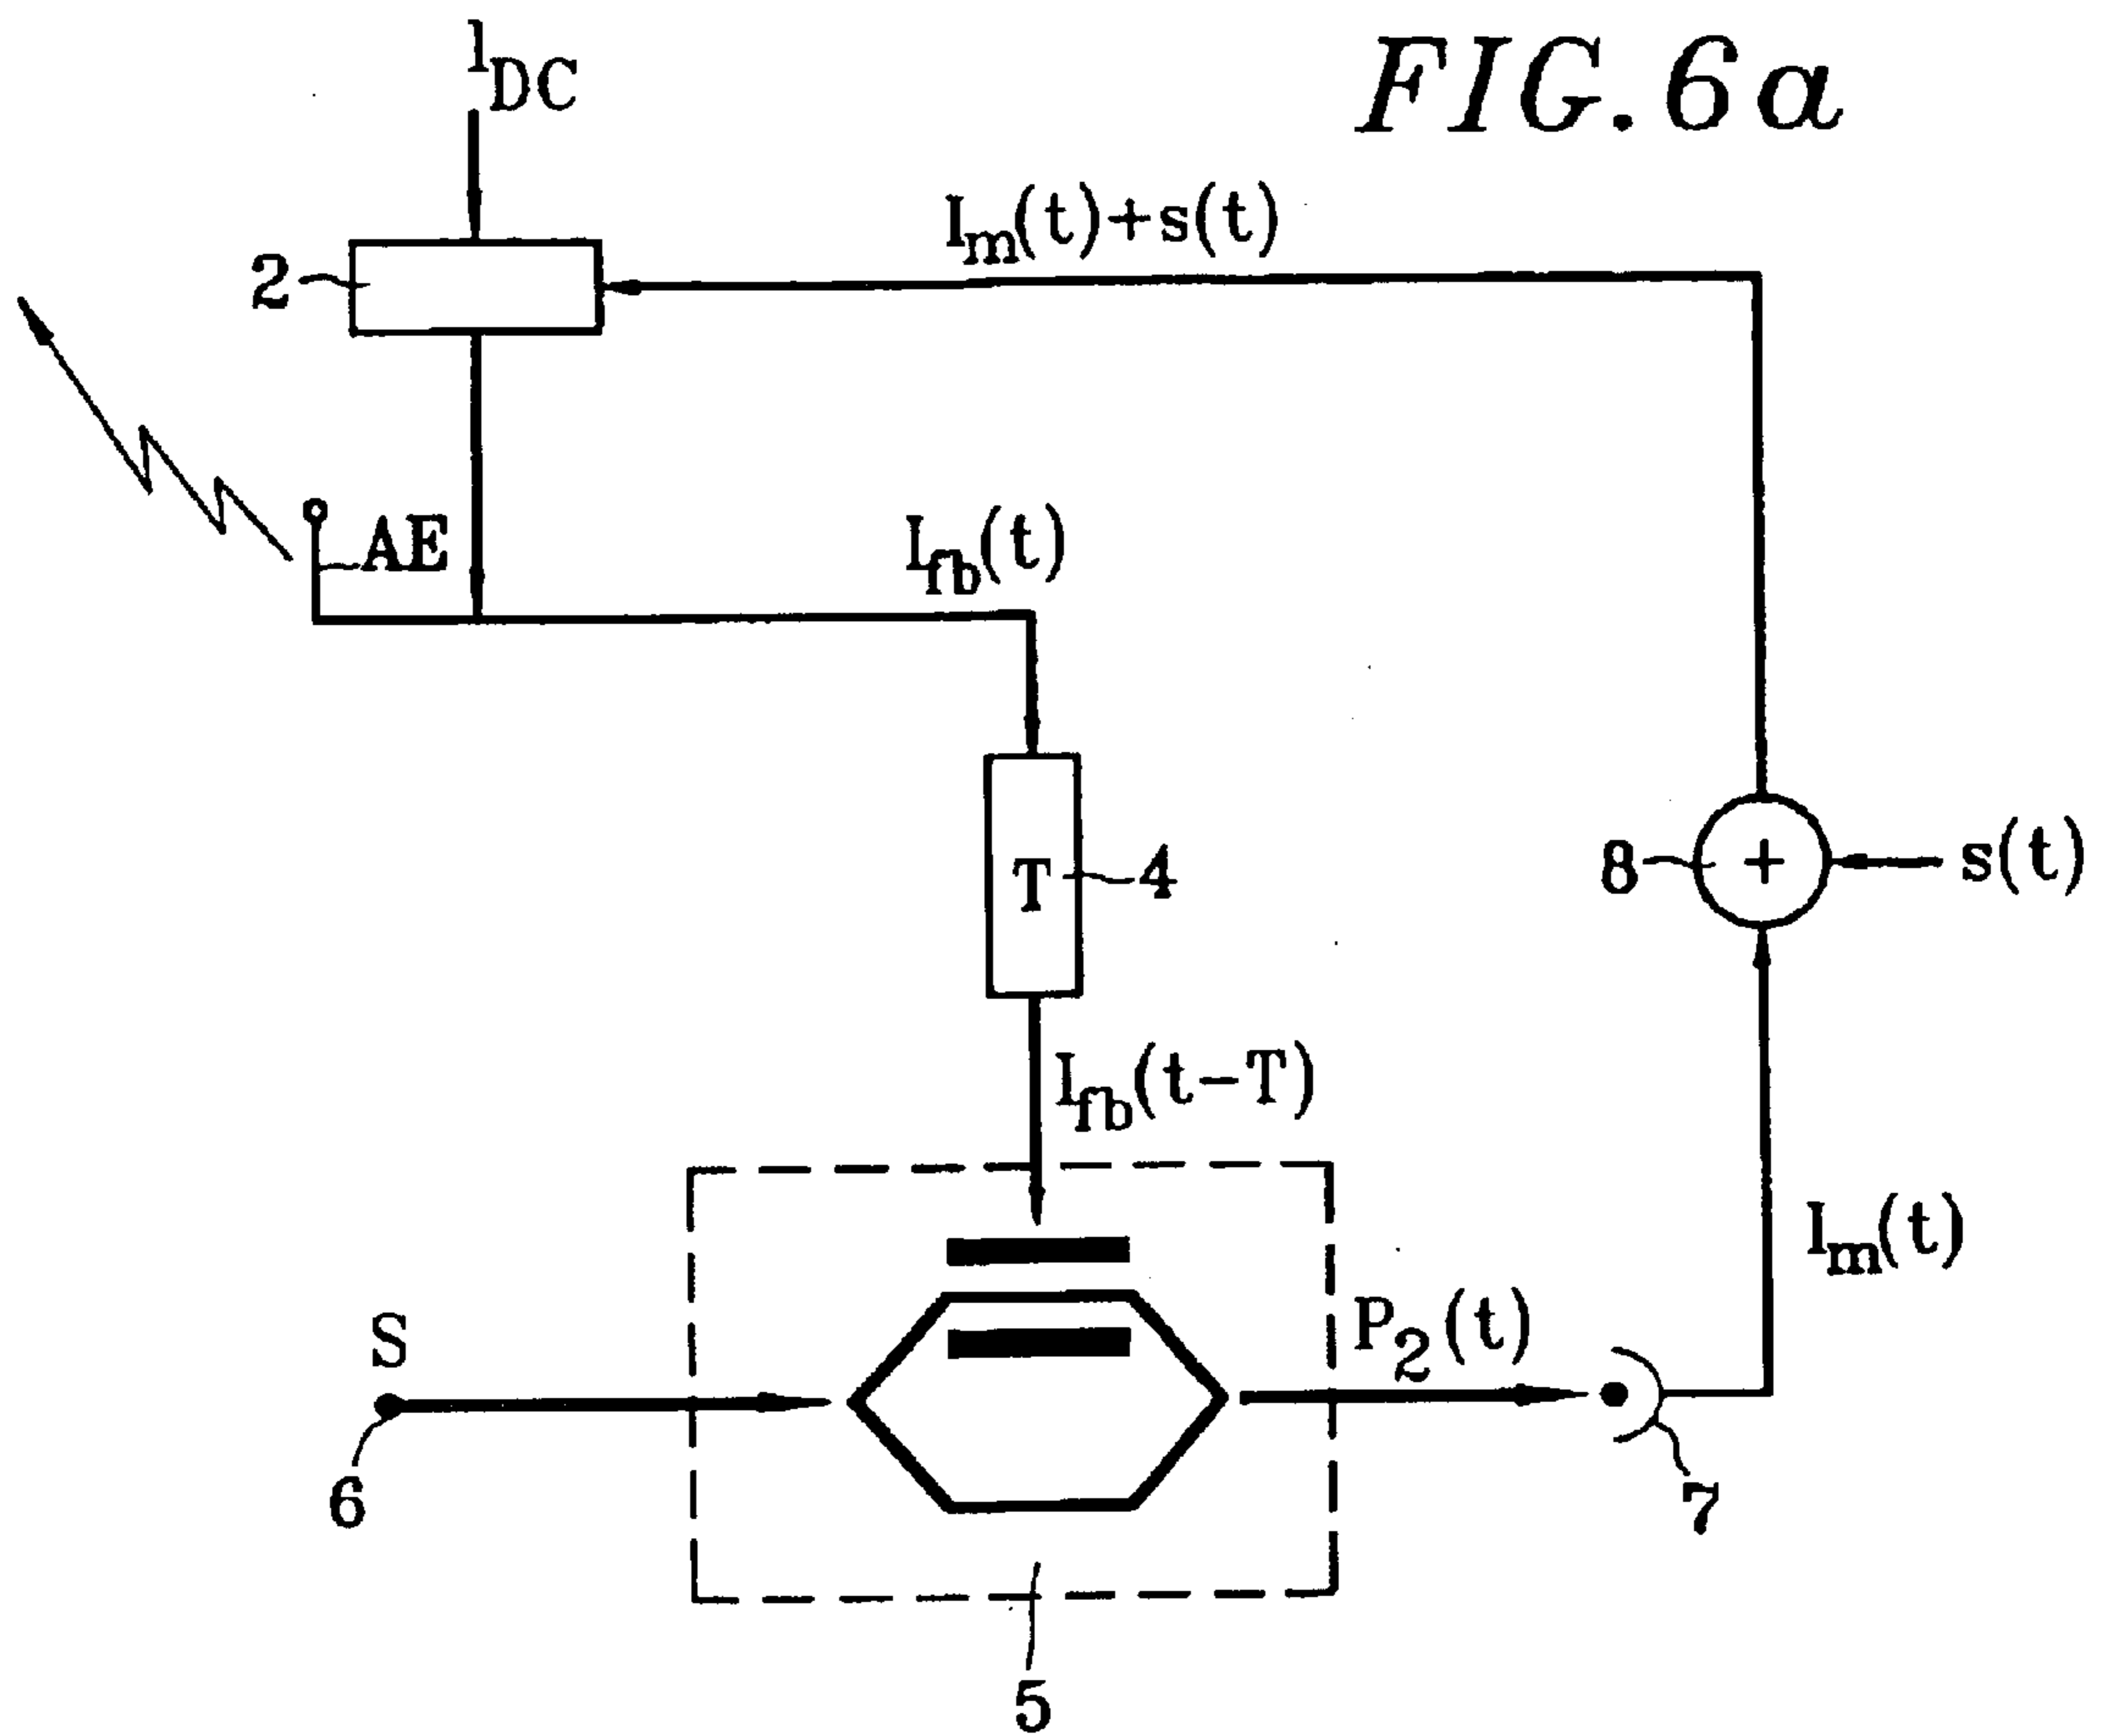 FIG.6a
I_DC
I_m(t)+s(t)
2
AE
I_fb(t)
T
4
8
+
s(t)
I_fb(t-T)
I_m(t)
S
P_2(t)
6
7
5